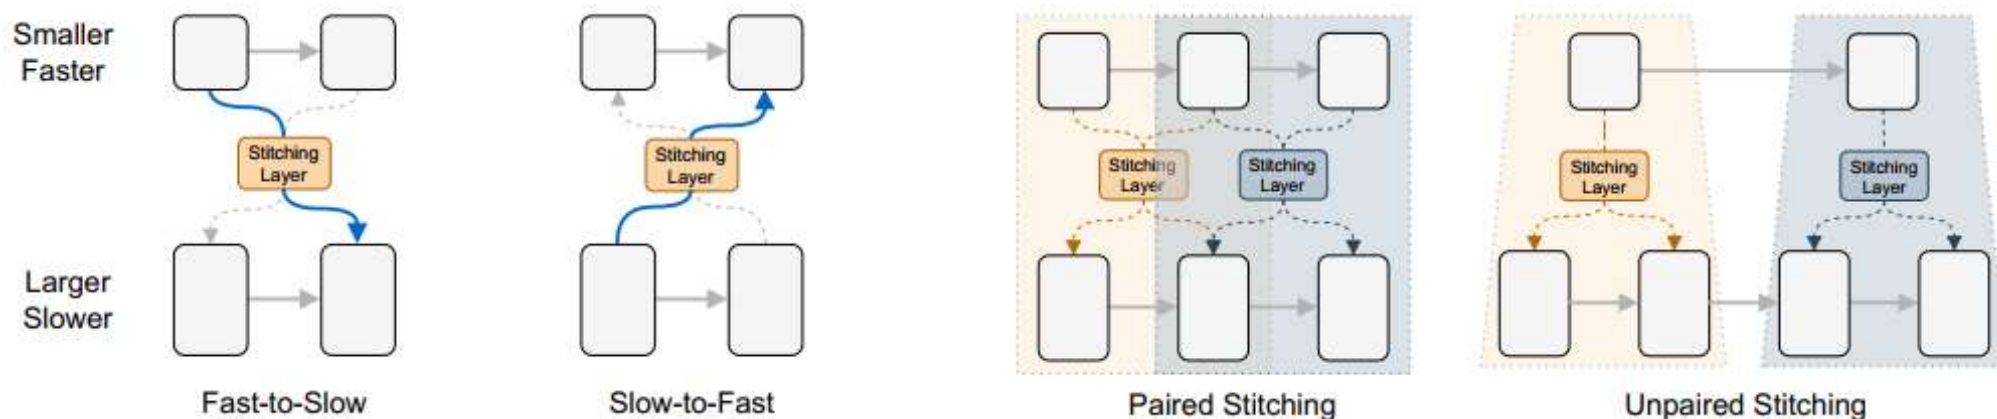 Smaller
Faster
Stitching
Layer
Stitching
Layer
Stitching
Layer
Stitching
Layer
Stitching
Layer
Stitching
Layer
Larger
Slower
Fast-to-Slow
Slow-to-Fast
Paired Stitching
Unpaired Stitching